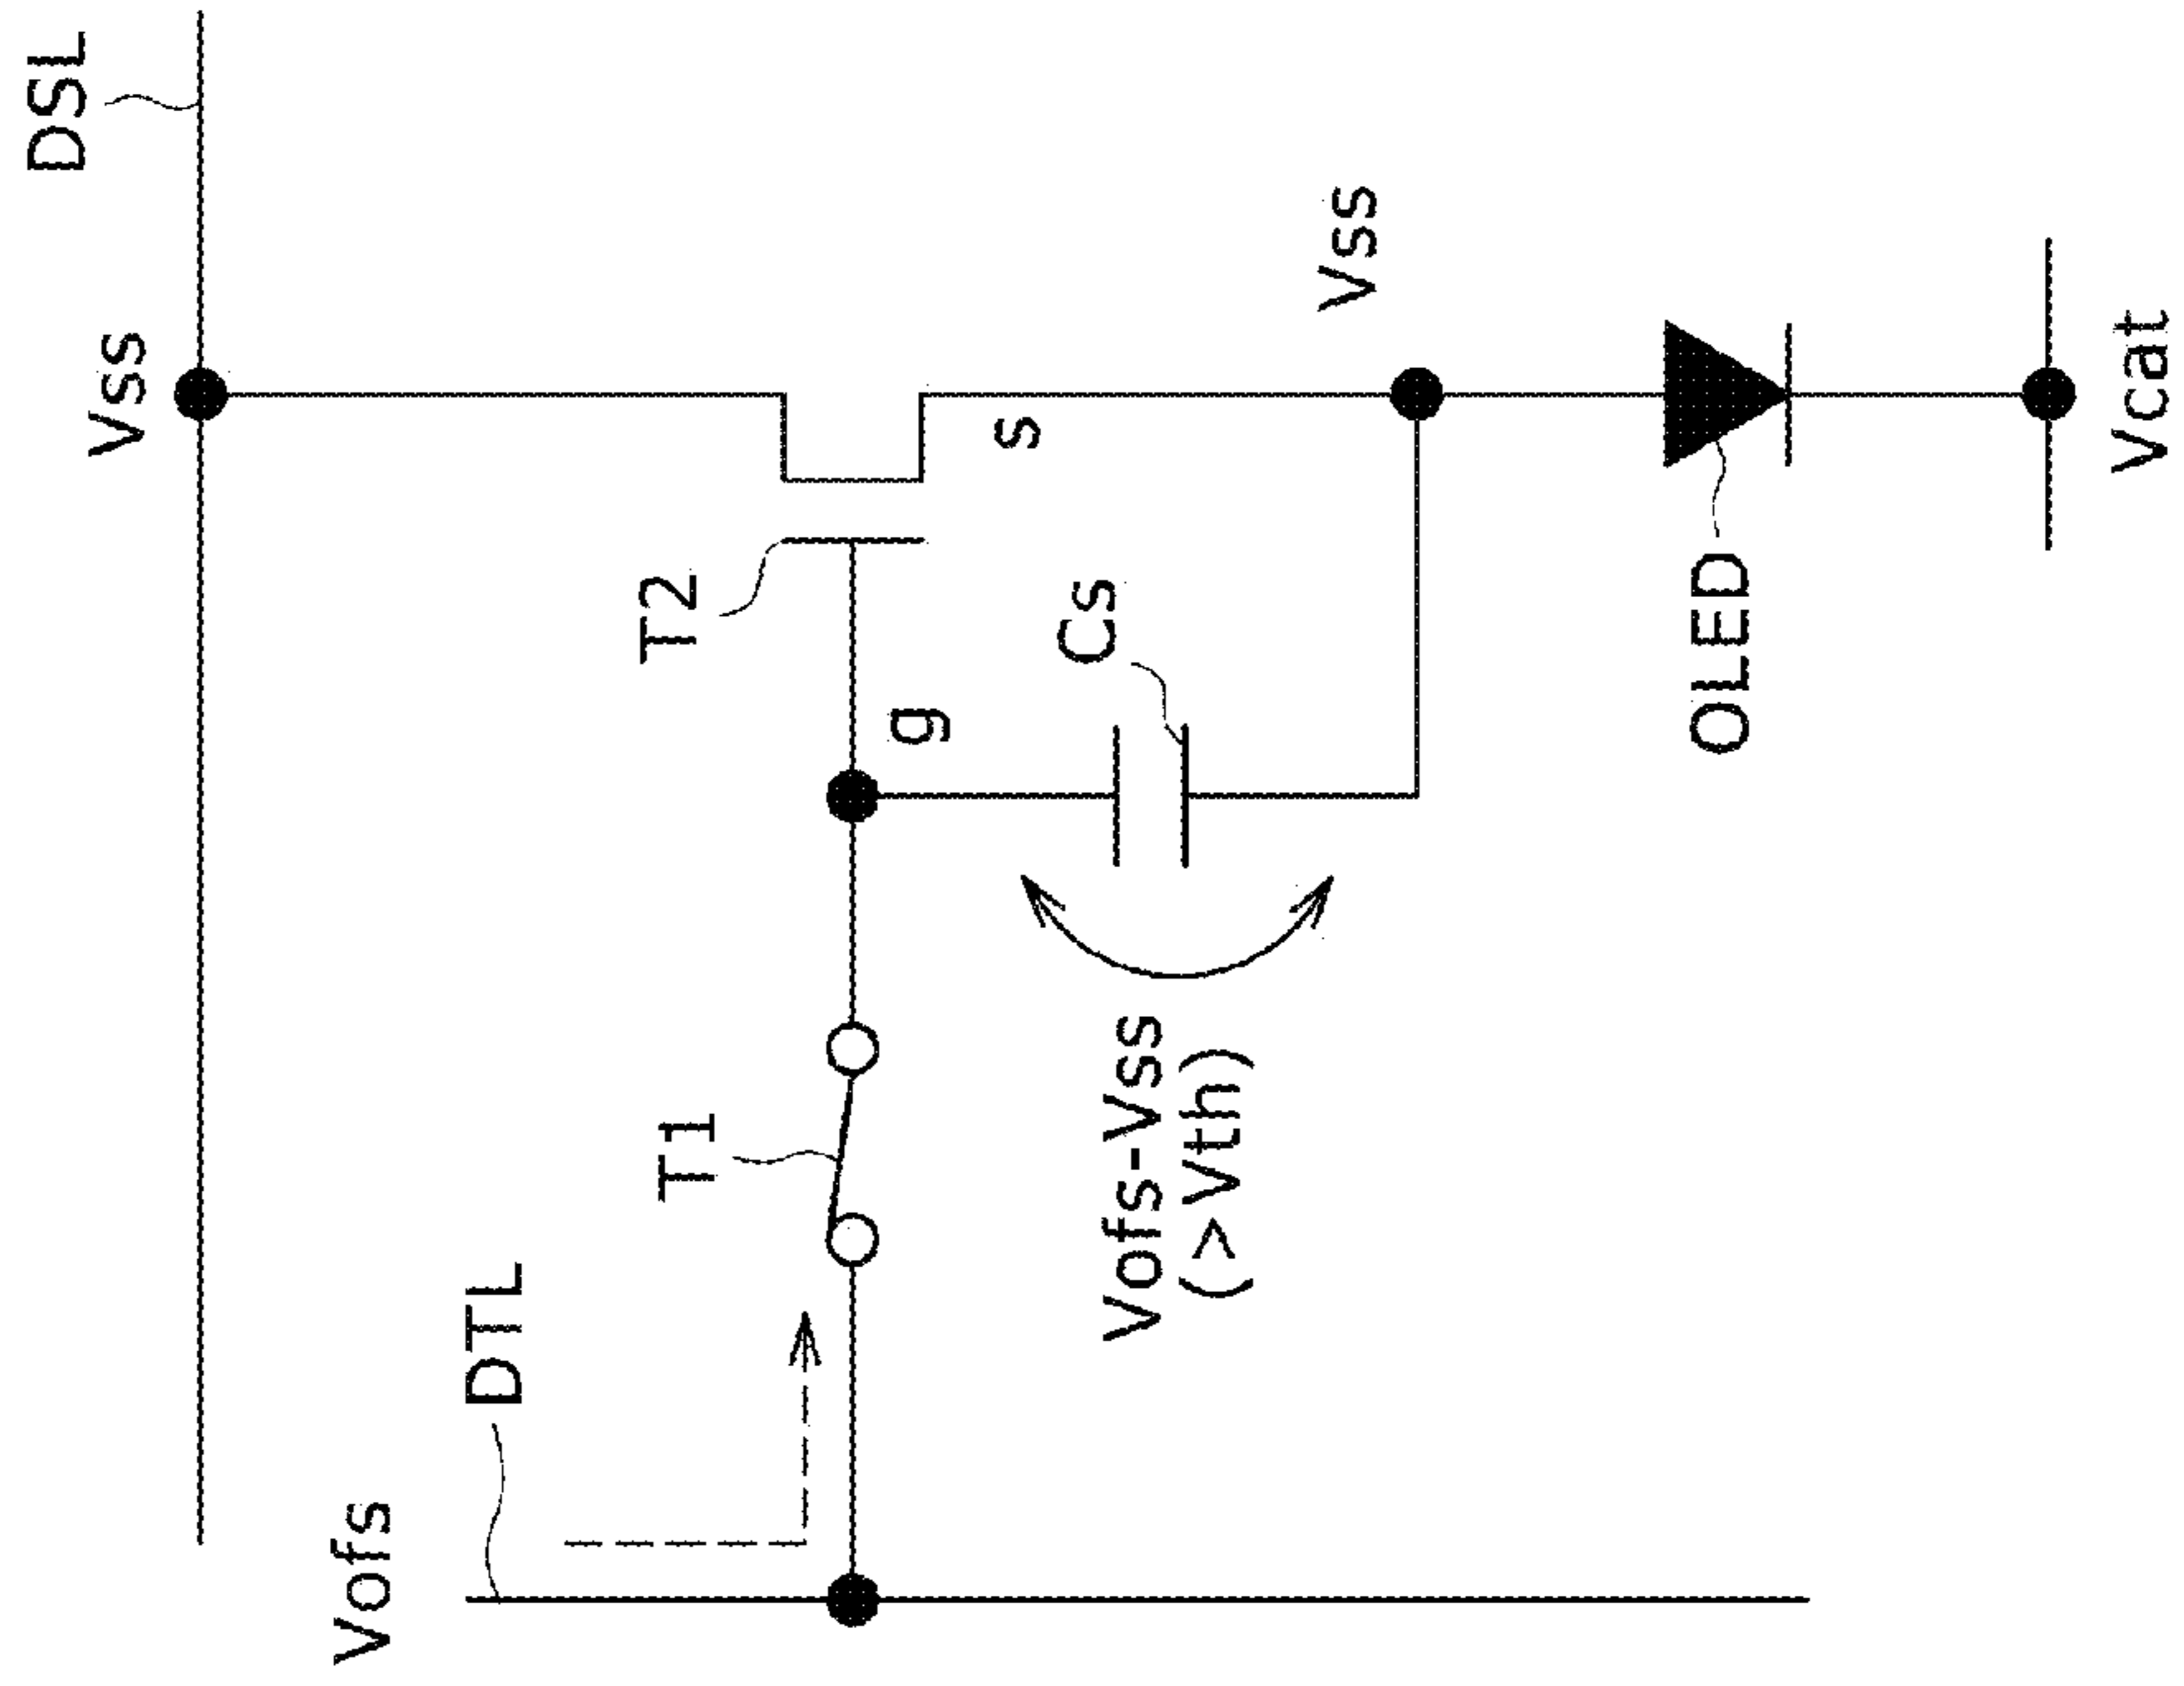 DSL
Vss
Vofs
DTL
T1
T2
g
s
Cs
Vofs-Vss
(>Vth)
Vss
OLED
Vcat